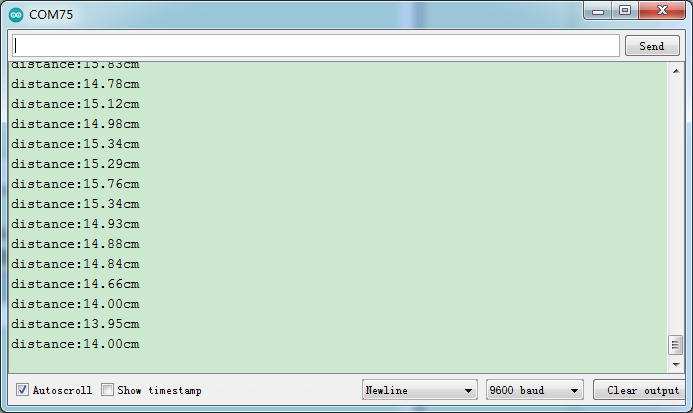 COM75
Send
distance:15.83cm
distance:14.78cm
distance:15.12cm
distance:14.98cm
distance:15.34cm
distance:15.29cm
distance:15.76cm
distance:15.34cm
distance:14.93cm
distance:14.88cm
distance:14.84cm
distance:14.66cm
distance:14.00cm
distance:13.95cm
distance:14.00cm
Autoscroll Show timestamp Newline 9600 baud Clear output